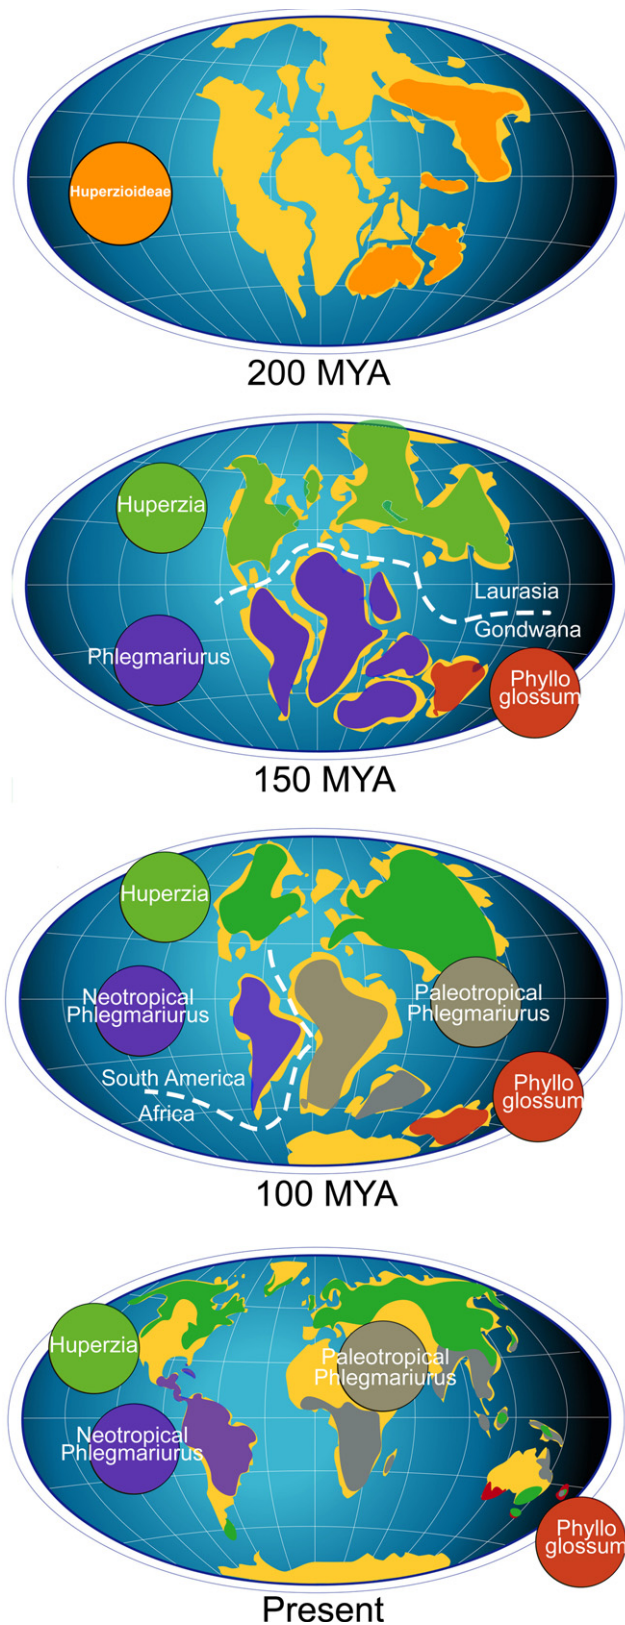 Huperzioideae
200 MYA
Huperzia
Laurasia
Gondwana
Phlegmariurus
Phyllo
glossum
150 MYA
Huperzia
Neotropical
Phlegmariurus
Paleotropical
Phlegmariurus
South America
Africa
Phyllo
glossum
100 MYA
Huperzia
Paleotropical
Phlegmariurus
Neotropical
Phlegmariurus
Phyllo
glossum
Present